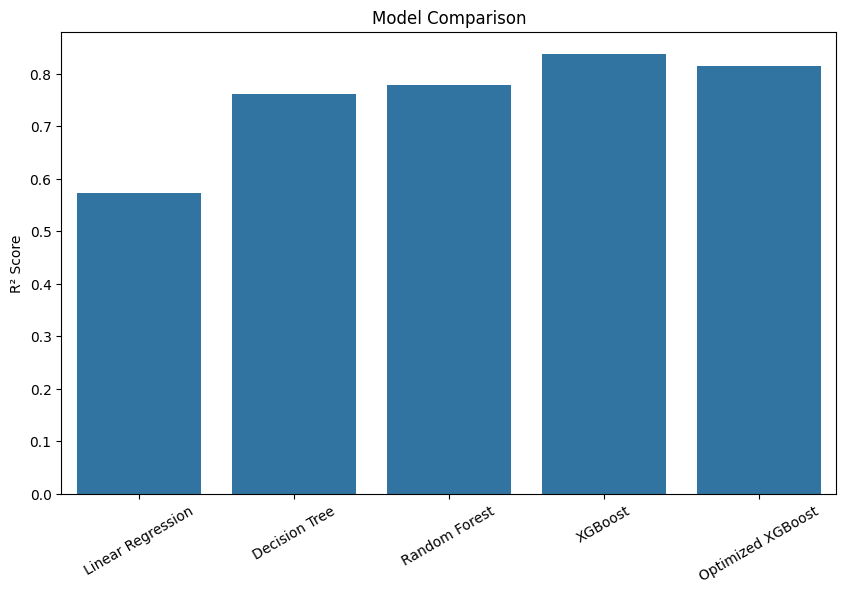 Model Comparison
R² Score
0.8
0.7
0.6
0.5
0.4
0.3
0.2
0.1
0.0
Linear Regression
Decision Tree
Random Forest
XGBoost
Optimized XGBoost